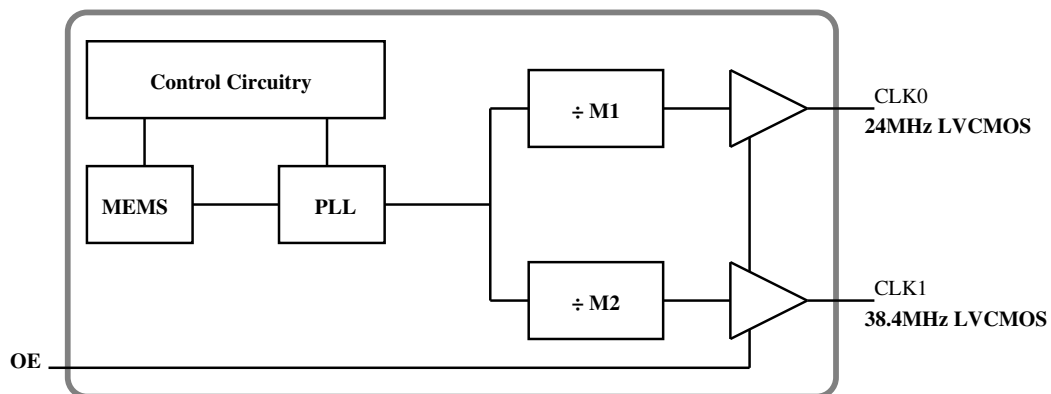 Control Circuitry
MEMS
PLL
÷ M1
÷ M2
CLK0
24MHz LVCMOS
CLK1
38.4MHz LVCMOS
OE